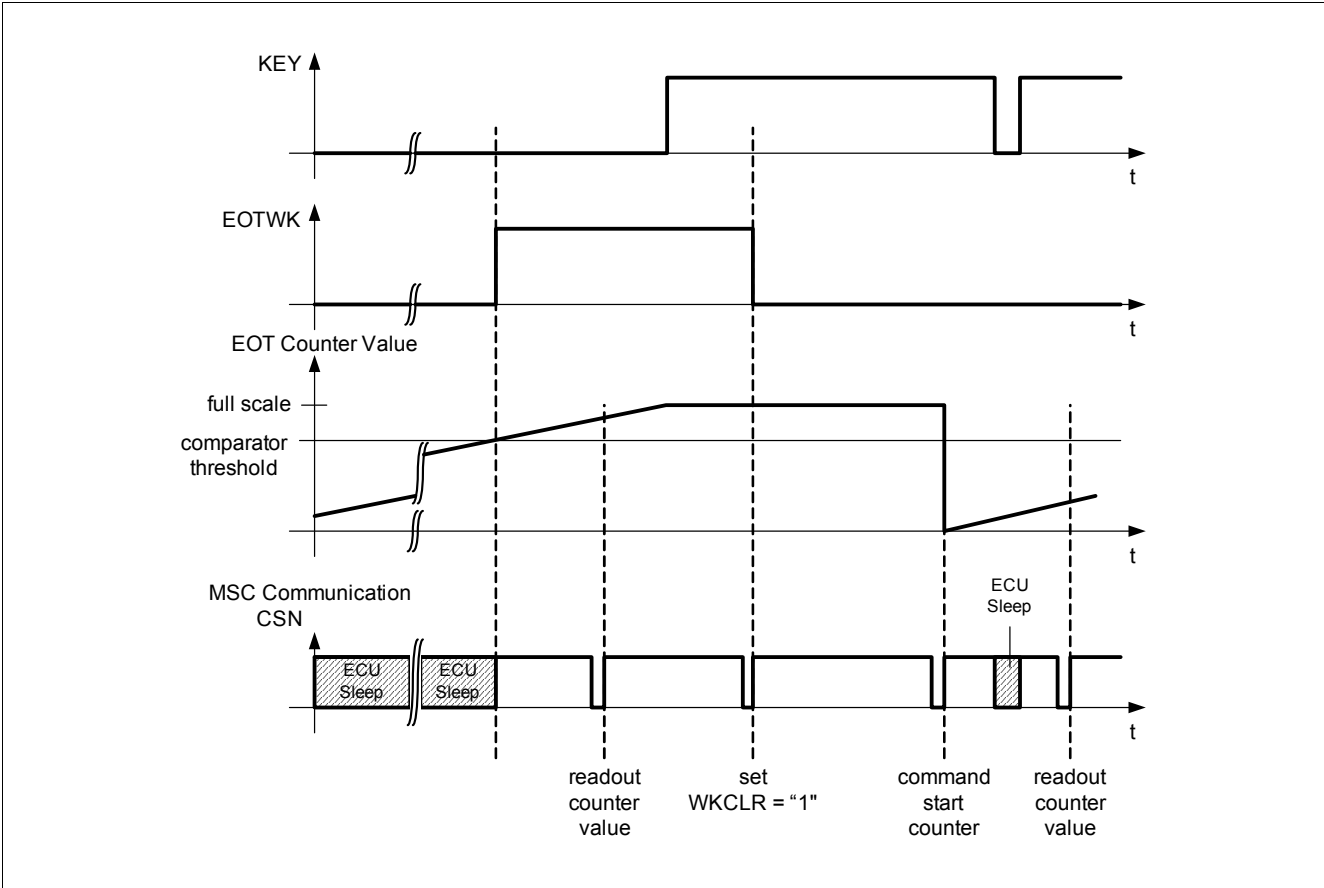 KEY
t
EOTWK
t
EOT Counter Value
full scale
comparator
threshold
t
MSC Communication
CSN
ECU
Sleep
ECU
Sleep
ECU
Sleep
t
readout
counter
value
set
WKCLR = “1"
command
start
counter
readout
counter
value